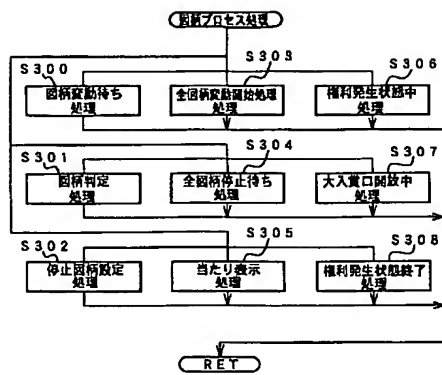 図柄プロセス処理
S300
S303
S306
図柄変動待ち
処理
全図柄変動開始処理
処理
権利発生状態中
処理
S301
S304
S307
図柄判定
処理
全図柄停止待ち
処理
大入賞口開放中
処理
S302
S305
S308
停止図柄設定
処理
当たり表示
処理
権利発生状態終了
処理
RET